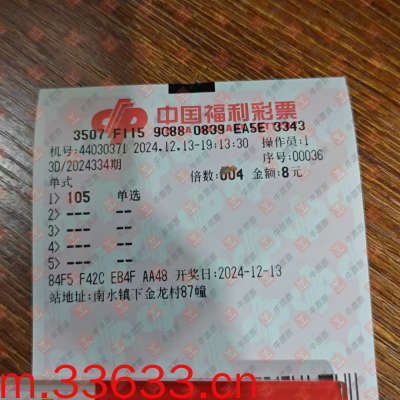 中国福利彩票
3507 F115 9C88 0839 EA5E 3343
机号:44030371 2024.12.13-19:13:30 操作员:1
3D/2024334期 序号:00036
单式 倍数:004 金额:8元
1> 105 单选
2> ---
3> ---
4> ---
5> ---
84F5 F42C EB4F AA48 开奖日:2024-12-13
站地址:南水镇下金龙村87幢
m.33633.cn